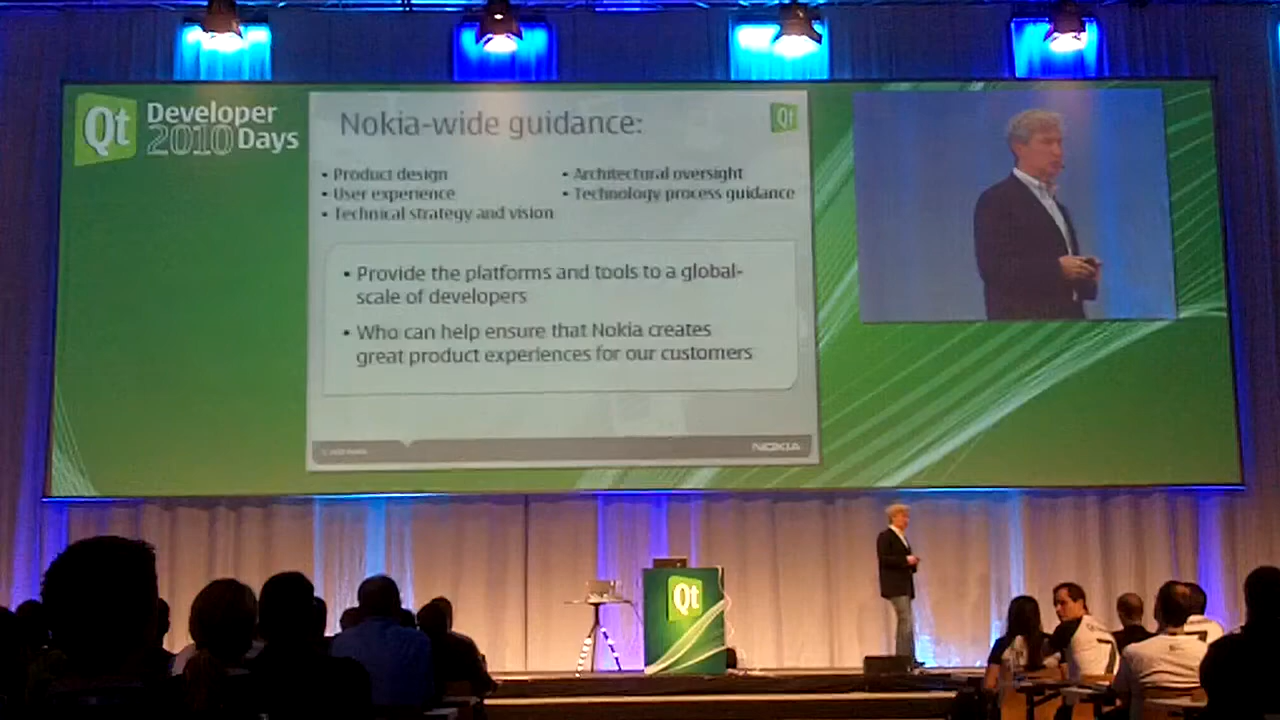 Qt
Developer
2010 Days
Nokia-wide guidance:
Qt
• Product design
• User experience
• Technical strategy and vision
• Architectural oversight
• Technology process guidance
• Provide the platforms and tools to a global-
scale of developers
• Who can help ensure that Nokia creates
great product experiences for our customers
NOKIA
Qt